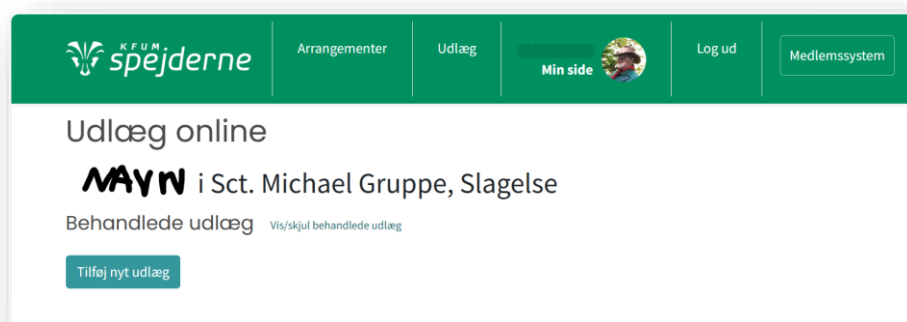 KFUM
spejderne
Arrangementer
Udlæg
Min side
Log ud
Medlemssystem
Udlæg online
NAVN i Sct. Michael Gruppe, Slagelse
Behandlede udlæg Vis/skjul behandlede udlæg
Tilføj nyt udlæg